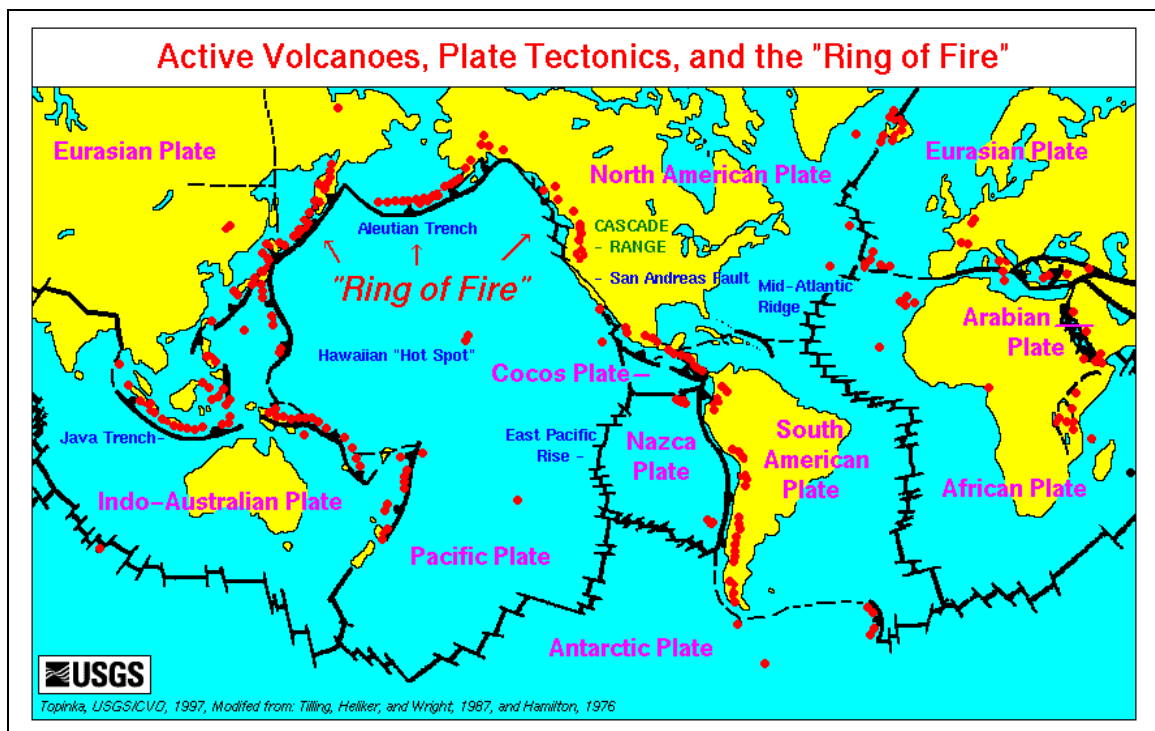 Active Volcanoes, Plate Tectonics, and the "Ring of Fire"
Eurasian Plate
Eurasian Plate
North American Plate
Aleutian Trench
CASCADE
- RANGE
"Ring of Fire"
- San Andreas Fault
Mid-Atlantic
Ridge
Arabian
Plate
Hawaiian "Hot Spot"
Cocos Plate
Java Trench-
East Pacific
Rise -
Nazca
Plate
South
American
Plate
Indo-Australian Plate
African Plate
Pacific Plate
Antarctic Plate
USGS
Topinka, USGS/CVO, 1997, Modifed from: Tilling, Heliker, and Wright, 1987, and Hamilton, 1976